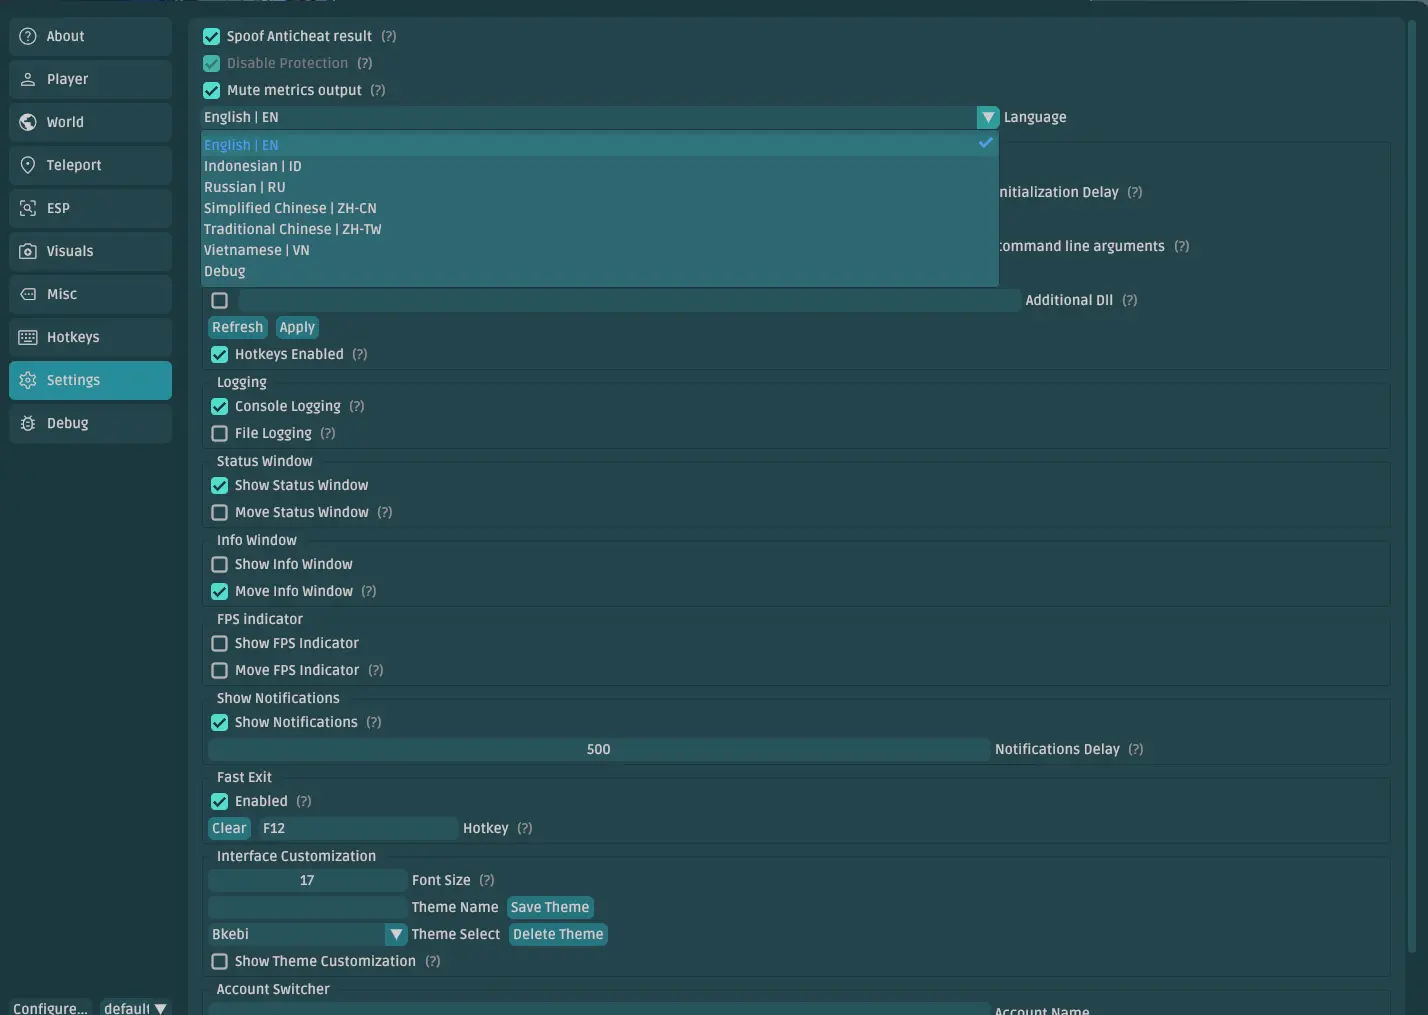 About
Player
World
Teleport
ESP
Visuals
Misc
Hotkeys
Settings
Debug
Configure...
default
Spoof Anticheat result (?)
Disable Protection (?)
Mute metrics output (?)
English | EN Language
English | EN
Indonesian | ID
Russian | RU
Simplified Chinese | ZH-CN
Traditional Chinese | ZH-TW
Vietnamese | VN
Debug
nitialization Delay (?)
ommand line arguments (?)
Additional Dll (?)
Refresh Apply
Hotkeys Enabled (?)
Logging
Console Logging (?)
File Logging (?)
Status Window
Show Status Window
Move Status Window (?)
Info Window
Show Info Window
Move Info Window (?)
FPS indicator
Show FPS Indicator
Move FPS Indicator (?)
Show Notifications
Show Notifications (?)
500 Notifications Delay (?)
Fast Exit
Enabled (?)
Clear F12 Hotkey (?)
Interface Customization
17 Font Size (?)
Theme Name Save Theme
Bkebi Theme Select Delete Theme
Show Theme Customization (?)
Account Switcher
Account Name